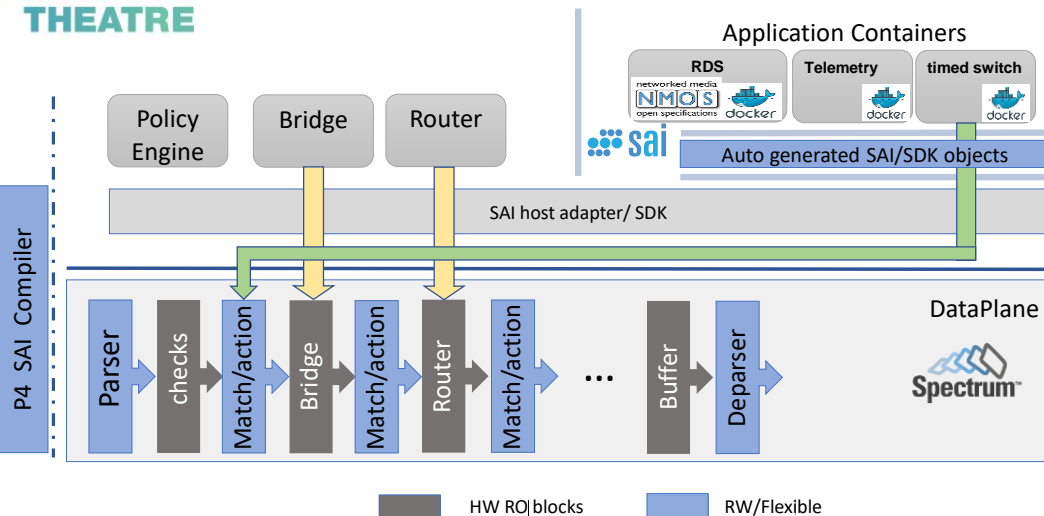 THEATRE
Application Containers
RDS
networked media
NMOS
open specifications
docker
Telemetry
docker
timed switch
docker
Policy
Engine
Bridge
Router
sai
Auto generated SAI/SDK objects
SAI host adapter/ SDK
P4 SAI Compiler
DataPlane
Parser
checks
Match/action
Bridge
Match/action
Router
Match/action
...
Buffer
Deparser
Spectrum™
HW RO blocks
RW/Flexible